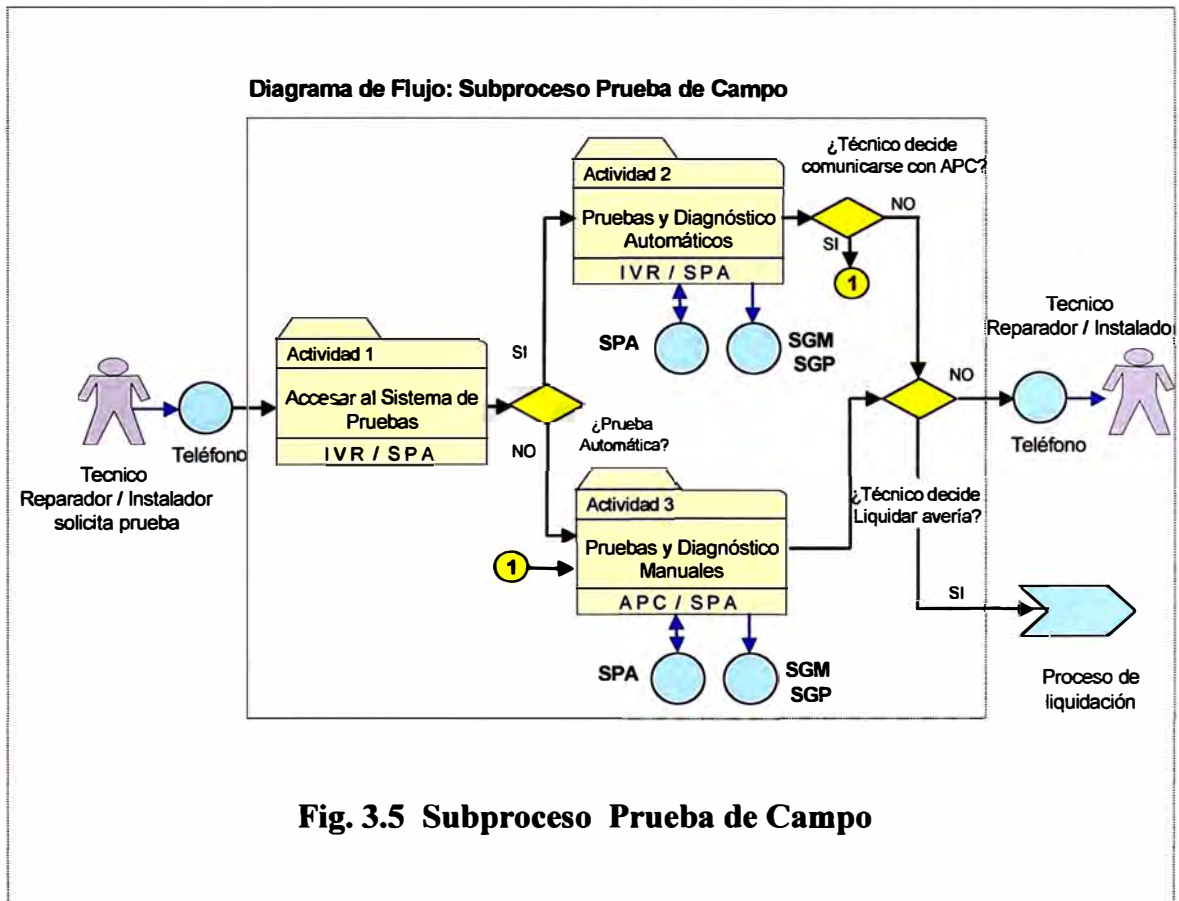 Diagrama de Flujo: Subproceso Prueba de Campo
¿Técnico decide
comunicarse con APC?
Actividad 2
Pruebas y Diagnóstico
Automáticos
IVR / SPA
NO
SI
1
SPA
SGM
SGP
Tecnico
Reparador / Instalado
Actividad 1
Accesar al Sistema de
Pruebas
IVR / SPA
SI
NO
¿Prueba
Automática?
NO
Teléfono
Teléfono
Tecnico
Reparador / Instalador
solicita prueba
Actividad 3
Pruebas y Diagnóstico
Manuales
APC / SPA
1
¿Técnico decide
Liquidar avería?
SI
SPA
SGM
SGP
Proceso de
liquidación
Fig. 3.5 Subproceso Prueba de Campo